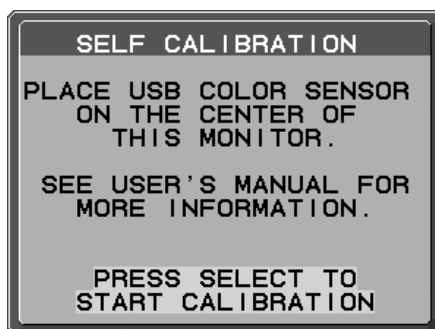 SELF CALIBRATION
PLACE USB COLOR SENSOR
ON THE CENTER OF
THIS MONITOR.
SEE USER'S MANUAL FOR
MORE INFORMATION.
PRESS SELECT TO
START CALIBRATION